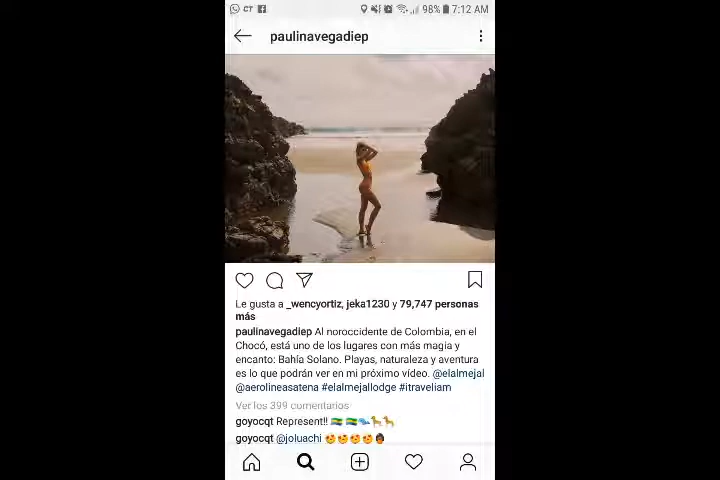 CT 98% 7:12 AM
paulinavegadiep
Le gusta a _wencyortiz, jeka1230 y 79,747 personas
más
paulinavegadiep Al noroccidente de Colombia, en el
Chocó, está uno de los lugares con más magia y
encanto: Bahía Solano. Playas, naturaleza y aventura
es lo que podrán ver en mi próximo vídeo. @elalmejal
@aerolineasatena #elalmejallodge #itraveliam
Ver los 399 comentarios
goyocqt Represent!!
goyocqt @joluachi